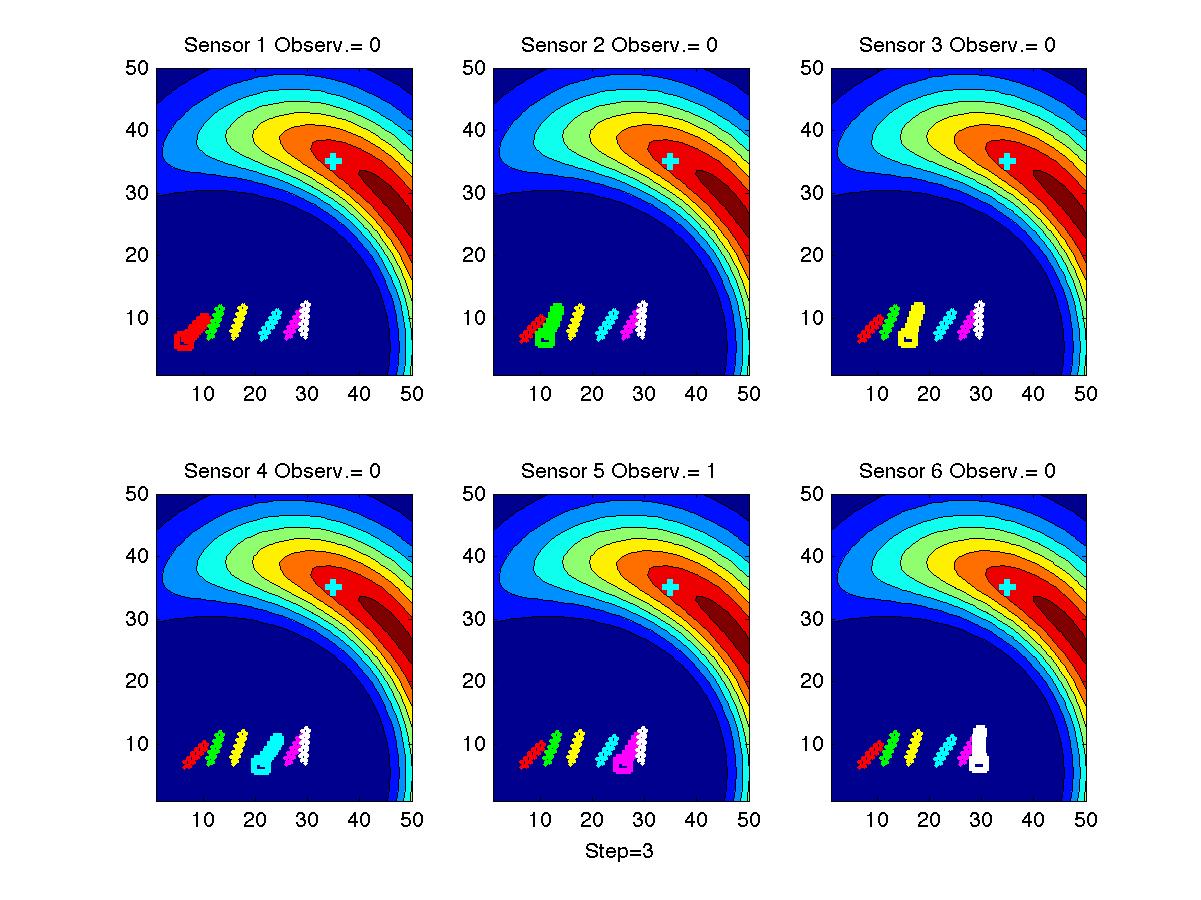 Sensor 1 Observ.= 0
Sensor 2 Observ.= 0
Sensor 3 Observ.= 0
50 50 50
40 40 40
30 30 30
20 20 20
10 10 10
10 20 30 40 50 10 20 30 40 50 10 20 30 40 50
Sensor 4 Observ.= 0
Sensor 5 Observ.= 1
Sensor 6 Observ.= 0
50 50 50
40 40 40
30 30 30
20 20 20
10 10 10
10 20 30 40 50 10 20 30 40 50 10 20 30 40 50
Step=3